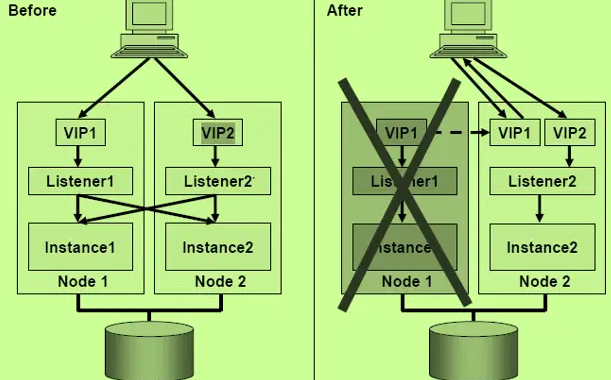 Before
VIP1
VIP2
Listener1
Listener2
Instance1
Instance2
Node 1
Node 2
After
VIP1
VIP1
VIP2
Listener1
Listener2
Instance
Instance2
Node 1
Node 2